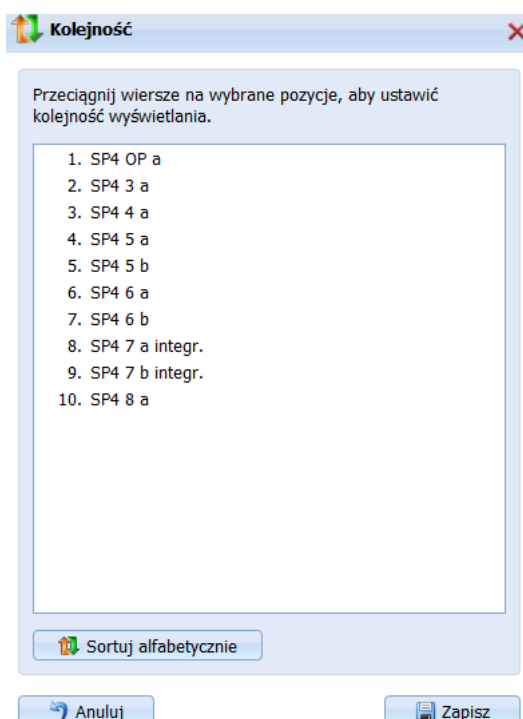 Kolejność
Przeciągnij wiersze na wybrane pozycje, aby ustawić
kolejność wyświetlania.
1. SP4 OP a
2. SP4 3 a
3. SP4 4 a
4. SP4 5 a
5. SP4 5 b
6. SP4 6 a
7. SP4 6 b
8. SP4 7 a integr.
9. SP4 7 b integr.
10. SP4 8 a
Sortuj alfabetycznie
Anuluj
Zapisz